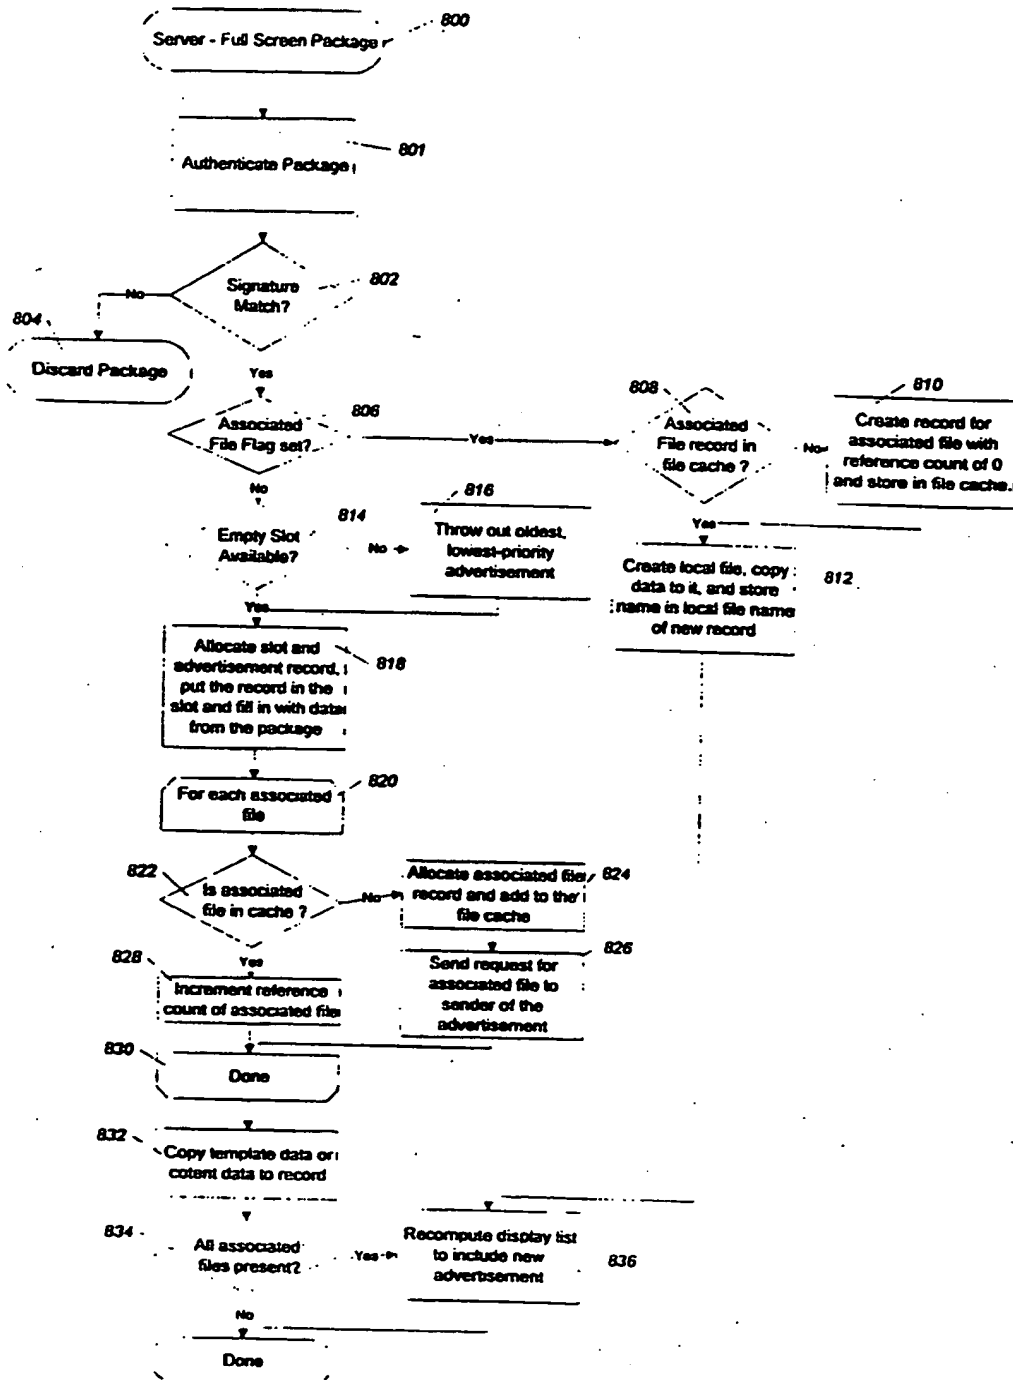 800
Server - Full Screen Package
801
Authenticate Package
802
Signature
Match?
No
804
Discard Package
Yes
806
Associated
File Flag set?
Yes
808
Associated
File record in
file cache ?
No
810
Create record for
associated file with
reference count of 0
and store in file cache.
No
814
Empty Slot
Available?
No
816
Throw out oldest,
lowest-priority
advertisement
Yes
Create local file, copy
data to it, and store
name in local file name
of new record
812
Yes
Allocate slot and
advertisement record,
put the record in the
slot and fill in with data
from the package
818
820
For each associated
file
822
Is associated
file in cache ?
No
Allocate associated file
record and add to the
file cache
824
826
Send request for
associated file to
sender of the
advertisement
Yes
828
Increment reference
count of associated file
830
Done
832
Copy template data or
cotent data to record
834
All associated
files present?
Yes
Recompute display list
to include new
advertisement
836
No
Done